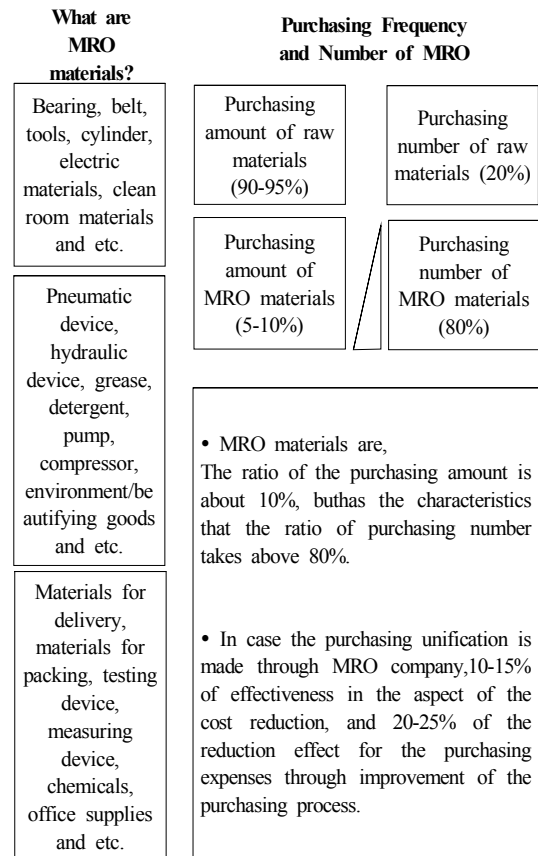 What are
MRO
materials?
Bearing, belt,
tools, cylinder,
electric
materials, clean
room materials
and etc.
Pneumatic
device,
hydraulic
device, grease,
detergent,
pump,
compressor,
environment/be
autifying goods
and etc.
Materials for
delivery,
materials for
packing, testing
device,
measuring
device,
chemicals,
office supplies
and etc.
Purchasing Frequency
and Number of MRO
Purchasing
amount of raw
materials
(90-95%)
Purchasing
number of raw
materials (20%)
Purchasing
amount of
MRO materials
(5-10%)
Purchasing
number of
MRO materials
(80%)
• MRO materials are,
The ratio of the purchasing amount is
about 10%, buthas the characteristics
that the ratio of purchasing number
takes above 80%.
• In case the purchasing unification is
made through MRO company,10-15%
of effectiveness in the aspect of the
cost reduction, and 20-25% of the
reduction effect for the purchasing
expenses through improvement of the
purchasing process.